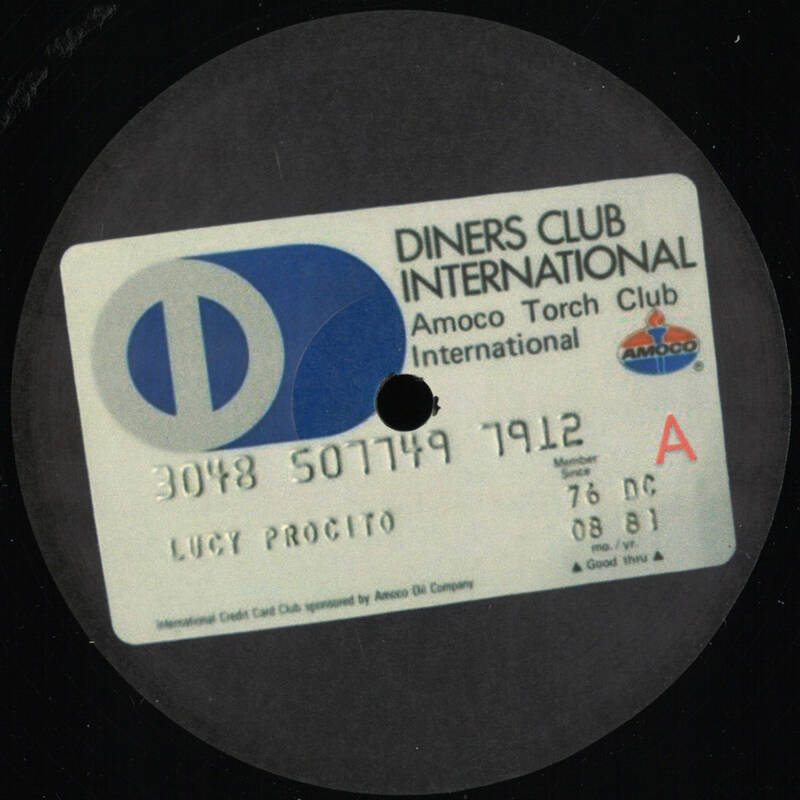 DINERS CLUB
INTERNATIONAL
Amoco Torch Club
International
AMOCO
®
3048 507749 7912
A
Member
Since
76 DC
LUCY PROCITO
08 81
mo. / yr.
▲ Good thru ▲
International Credit Card Club sponsored by Amoco Oil Company